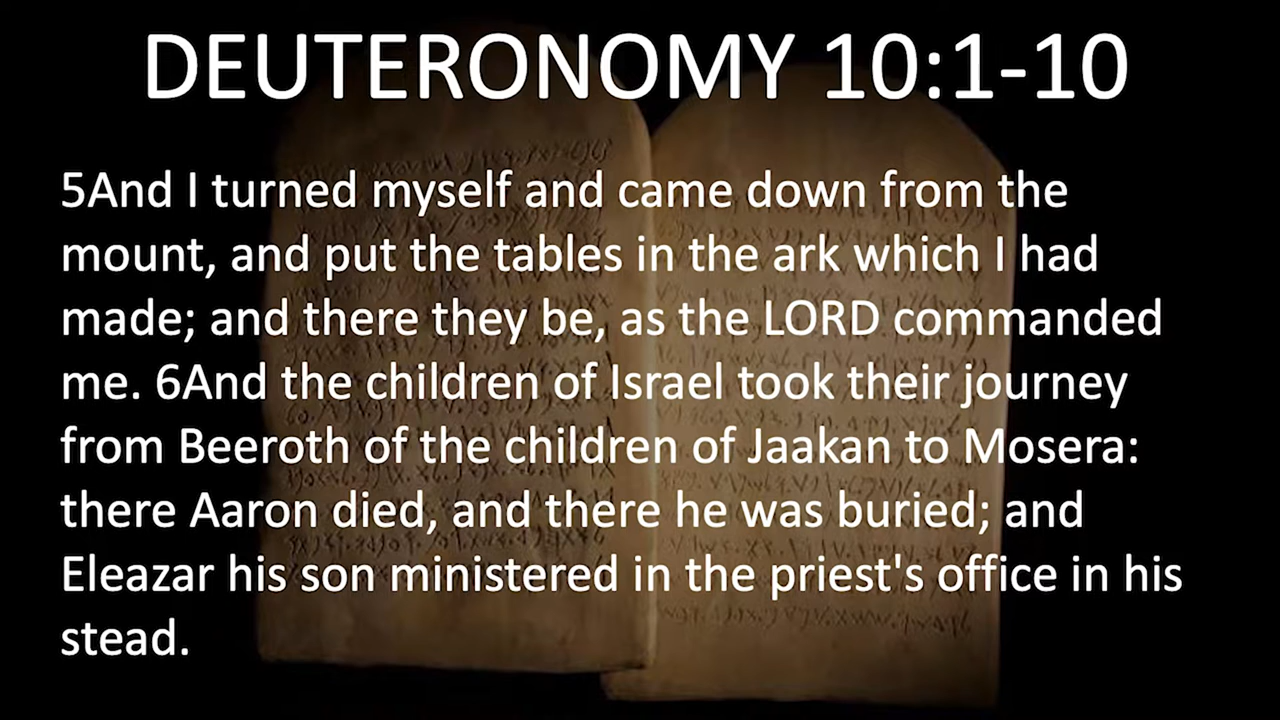 DEUTERONOMY 10:1-10
5And I turned myself and came down from the
mount, and put the tables in the ark which I had
made; and there they be, as the LORD commanded
me. 6And the children of Israel took their journey
from Beeroth of the children of Jaakan to Mosera:
there Aaron died, and there he was buried; and
Eleazar his son ministered in the priest's office in his
stead.